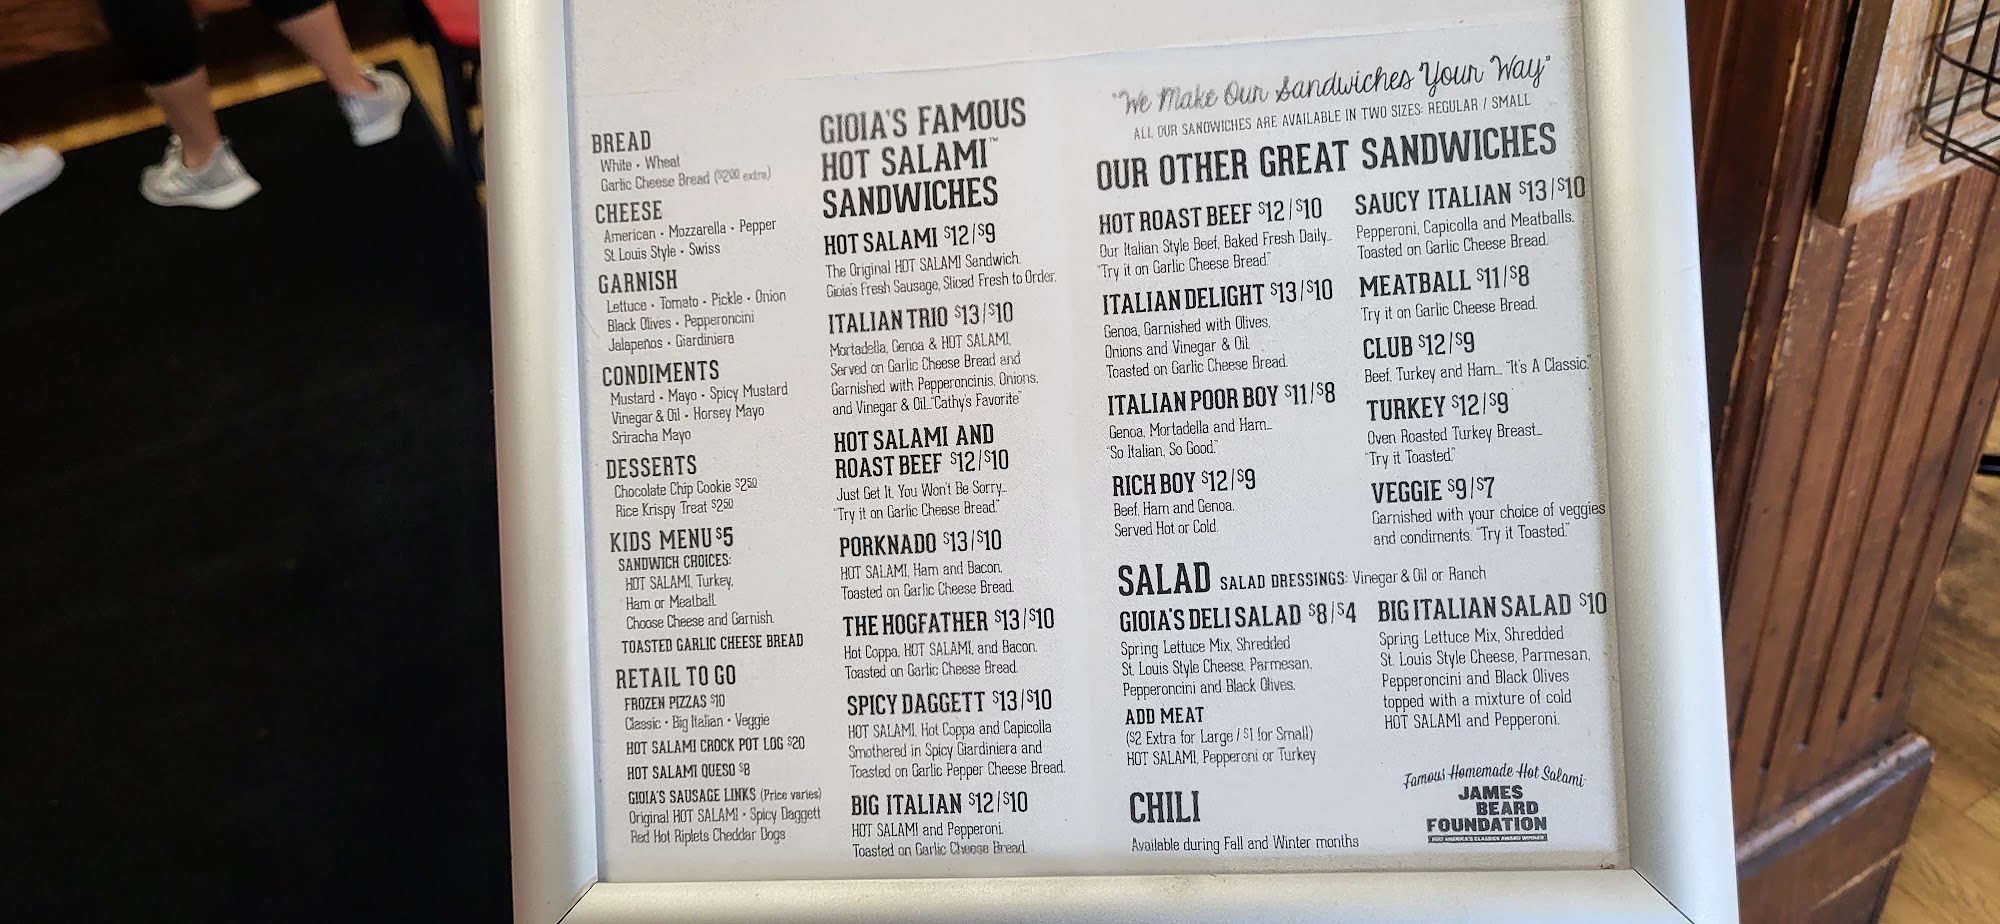 BREAD
White • Wheat
Garlic Cheese Bread ($2.00 extra)
CHEESE
American • Mozzarella • Pepper
St. Louis Style • Swiss
GARNISH
Lettuce • Tomato • Pickle • Onion
Black Olives • Pepperoncini
Jalapeños • Giardiniera
CONDIMENTS
Mustard • Mayo • Spicy Mustard
Vinegar & Oil • Horsey Mayo
Sriracha Mayo
DESSERTS
Chocolate Chip Cookie $2.50
Rice Krispy Treat $2.50
KIDS MENU $5
SANDWICH CHOICES:
HOT SALAMI, Turkey,
Ham or Meatball
Choose Cheese and Garnish.
TOASTED GARLIC CHEESE BREAD
RETAIL TO GO
FROZEN PIZZAS $10
Classic • Big Italian • Veggie
HOT SALAMI CROCK POT LOG $20
HOT SALAMI QUESO $8
GIOIA'S SAUSAGE LINKS (Price varies)
Original HOT SALAMI • Spicy Daggett
Red Hot Riplets Cheddar Dogs
GIOIA'S FAMOUS
HOT SALAMI™
SANDWICHES
HOT SALAMI $12/$9
The Original HOT SALAMI Sandwich.
Gioia's Fresh Sausage, Sliced Fresh to Order.
ITALIAN TRIO $13/$10
Mortadella, Genoa & HOT SALAMI,
Served on Garlic Cheese Bread and
Garnished with Pepperoncinis, Onions,
and Vinegar & Oil..."Cathy's Favorite"
HOT SALAMI AND
ROAST BEEF $12/$10
Just Get It, You Won't Be Sorry...
"Try it on Garlic Cheese Bread."
PORKNADO $13/$10
HOT SALAMI, Ham and Bacon.
Toasted on Garlic Cheese Bread.
THE HOGFATHER $13/$10
Hot Coppa, HOT SALAMI, and Bacon.
Toasted on Garlic Cheese Bread.
SPICY DAGGETT $13/$10
HOT SALAMI, Hot Coppa and Capicolla
Smothered in Spicy Giardiniera and
Toasted on Garlic Pepper Cheese Bread.
BIG ITALIAN $12/$10
HOT SALAMI and Pepperoni.
Toasted on Garlic Cheese Bread.
"We Make Our Sandwiches Your Way"
ALL OUR SANDWICHES ARE AVAILABLE IN TWO SIZES: REGULAR / SMALL
OUR OTHER GREAT SANDWICHES
HOT ROAST BEEF $12/$10
Our Italian Style Beef, Baked Fresh Daily...
"Try it on Garlic Cheese Bread."
ITALIAN DELIGHT $13/$10
Genoa, Garnished with Olives,
Onions and Vinegar & Oil.
Toasted on Garlic Cheese Bread.
ITALIAN POOR BOY $11/$8
Genoa, Mortadella and Ham...
"So Italian, So Good."
RICH BOY $12/$9
Beef, Ham and Genoa.
Served Hot or Cold.
SAUCY ITALIAN $13/$10
Pepperoni, Capicolla and Meatballs.
Toasted on Garlic Cheese Bread.
MEATBALL $11/$8
Try it on Garlic Cheese Bread.
CLUB $12/$9
Beef, Turkey and Ham... "It's A Classic."
TURKEY $12/$9
Oven Roasted Turkey Breast...
"Try it Toasted."
VEGGIE $9/$7
Garnished with your choice of veggies
and condiments. "Try it Toasted."
SALAD SALAD DRESSINGS: Vinegar & Oil or Ranch
GIOIA'S DELI SALAD $8/$4
Spring Lettuce Mix, Shredded
St. Louis Style Cheese, Parmesan,
Pepperoncini and Black Olives.
ADD MEAT
($2 Extra for Large / $1 for Small)
HOT SALAMI, Pepperoni or Turkey
BIG ITALIAN SALAD $10
Spring Lettuce Mix, Shredded
St. Louis Style Cheese, Parmesan,
Pepperoncini and Black Olives
topped with a mixture of cold
HOT SALAMI and Pepperoni.
CHILI
Available during Fall and Winter months
Famous Homemade Hot Salami
JAMES
BEARD
FOUNDATION
AMERICA'S CLASSICS AWARD WINNER